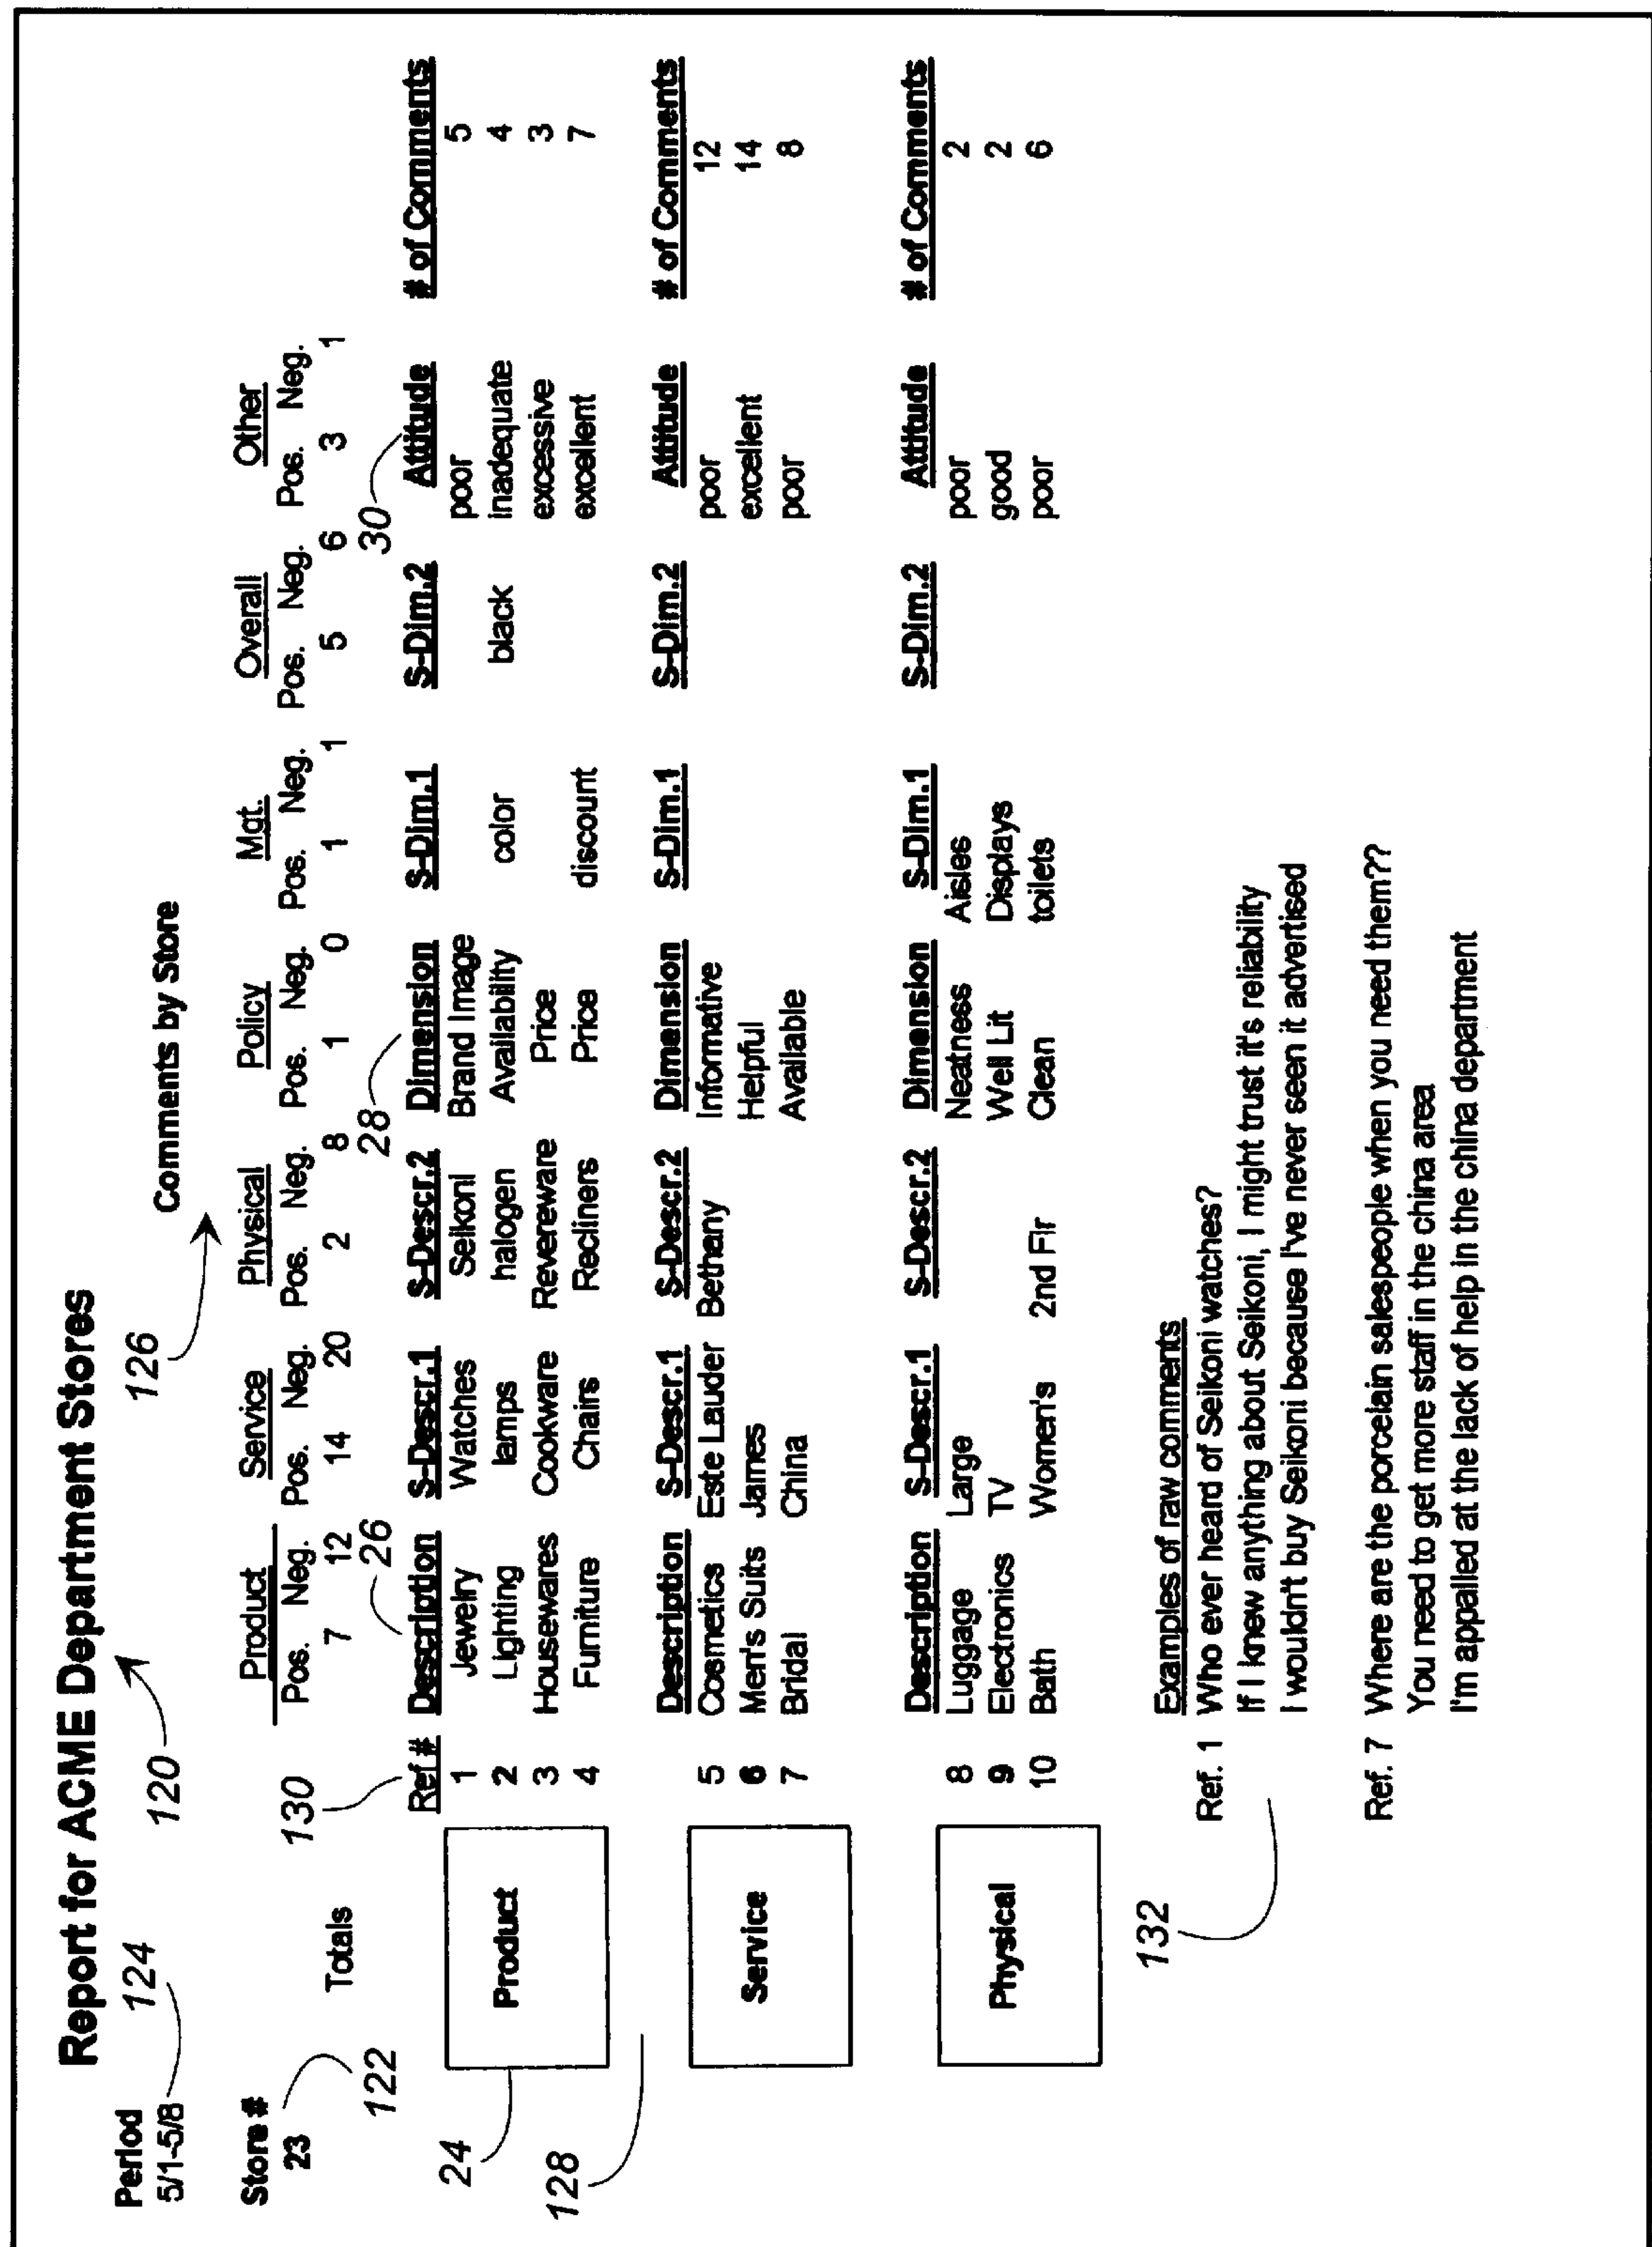 Report for ACME Department Stores
Period 124 120 126
5/1-5/8 Comments by Store
Store # Product Service Physical Policy Mgt. Overall Other
23 Pos. Neg. Pos. Neg. Pos. Neg. Pos. Neg. Pos. Neg. Pos. Neg. Pos. Neg.
122 Totals 7 12 14 20 2 8 1 0 1 1 5 6 3 1
130 26 28 30
Ref # Description S-Descr.1 S-Descr.2 Dimension S-Dim.1 S-Dim.2 Attitude # of Comments
1 Jewelry Watches Seikoni Brand Image poor 5
24 Product 2 Lighting lamps halogen Availability color black inadequate 4
3 Housewares Cookware Revereware Price excessive 3
4 Furniture Chairs Recliners Price discount excellent 7
128
Description S-Descr.1 S-Descr.2 Dimension S-Dim.1 S-Dim.2 Attitude # of Comments
5 Cosmetics Este Lauder Bethany Informative poor 12
Service 6 Men's Suits James Helpful excellent 14
7 Bridal China Available poor 8
Description S-Descr.1 S-Descr.2 Dimension S-Dim.1 S-Dim.2 Attitude # of Comments
8 Luggage Large Neatness Aisles poor 2
Physical 9 Electronics TV Well Lit Displays good 2
10 Bath Women's 2nd Flr Clean toilets poor 6
132
Examples of raw comments
Ref. 1 Who ever heard of Seikoni watches?
If I knew anything about Seikoni, I might trust it's reliability
I wouldn't buy Seikoni because I've never seen it advertised
Ref. 7 Where are the porcelain salespeople when you need them??
You need to get more staff in the china area
I'm appalled at the lack of help in the china department